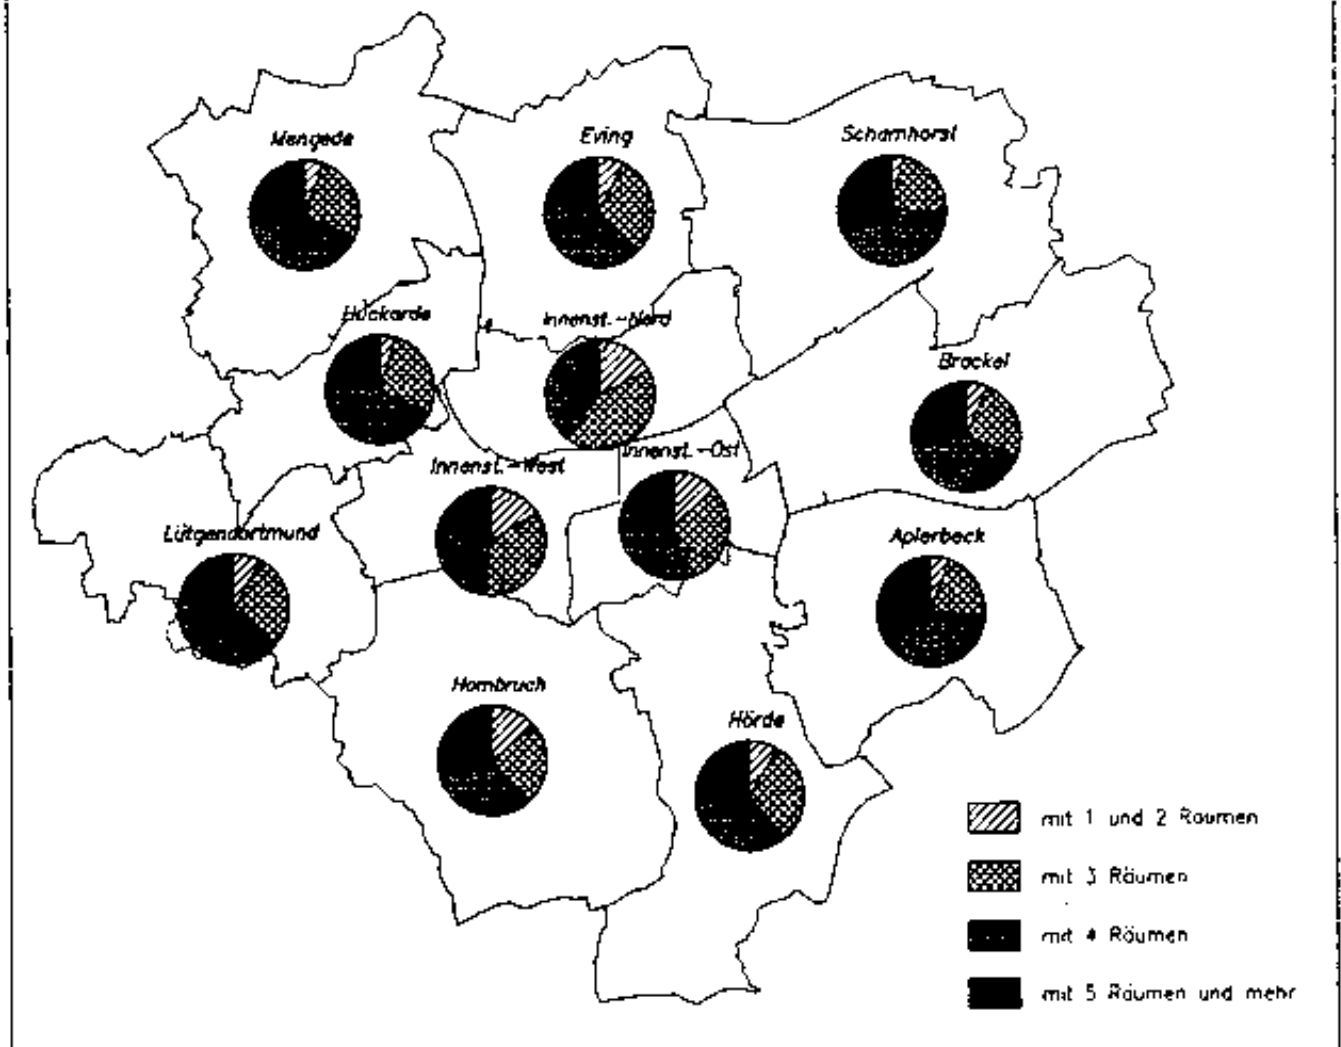 Mengede
Eving
Scharnhorst
Huckarde
Innenst.-Nord
Brackel
Innenst.-West
Innenst.-Ost
Lütgendortmund
Aplerbeck
Hombruch
Hörde
mit 1 und 2 Räumen
mit 3 Räumen
mit 4 Räumen
mit 5 Räumen und mehr